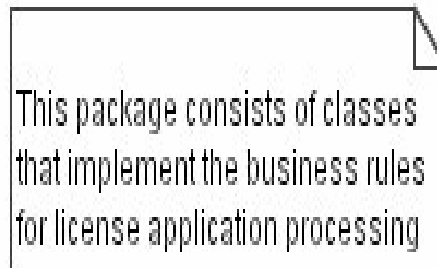 This package consists of classes
that implement the business rules
for license application processing